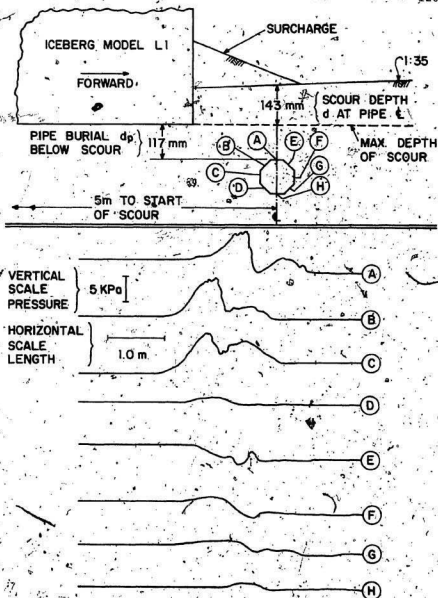 ICEBERG MODEL L1
FORWARD
SURCHARGE
1:35
143 mm
SCOUR DEPTH
d AT PIPE ℄
PIPE BURIAL dp
BELOW SCOUR
117 mm
MAX. DEPTH
OF SCOUR
A
B
C
D
E
F
G
H
5m TO START
OF SCOUR
VERTICAL
SCALE
PRESSURE
5 KPa
HORIZONTAL
SCALE
LENGTH
1.0 m
A
B
C
D
E
F
G
H